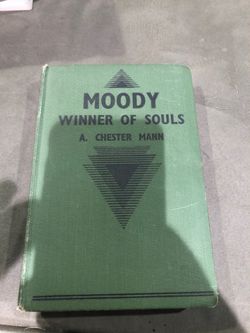 MOODY
WINNER OF SOULS
A. CHESTER MANN